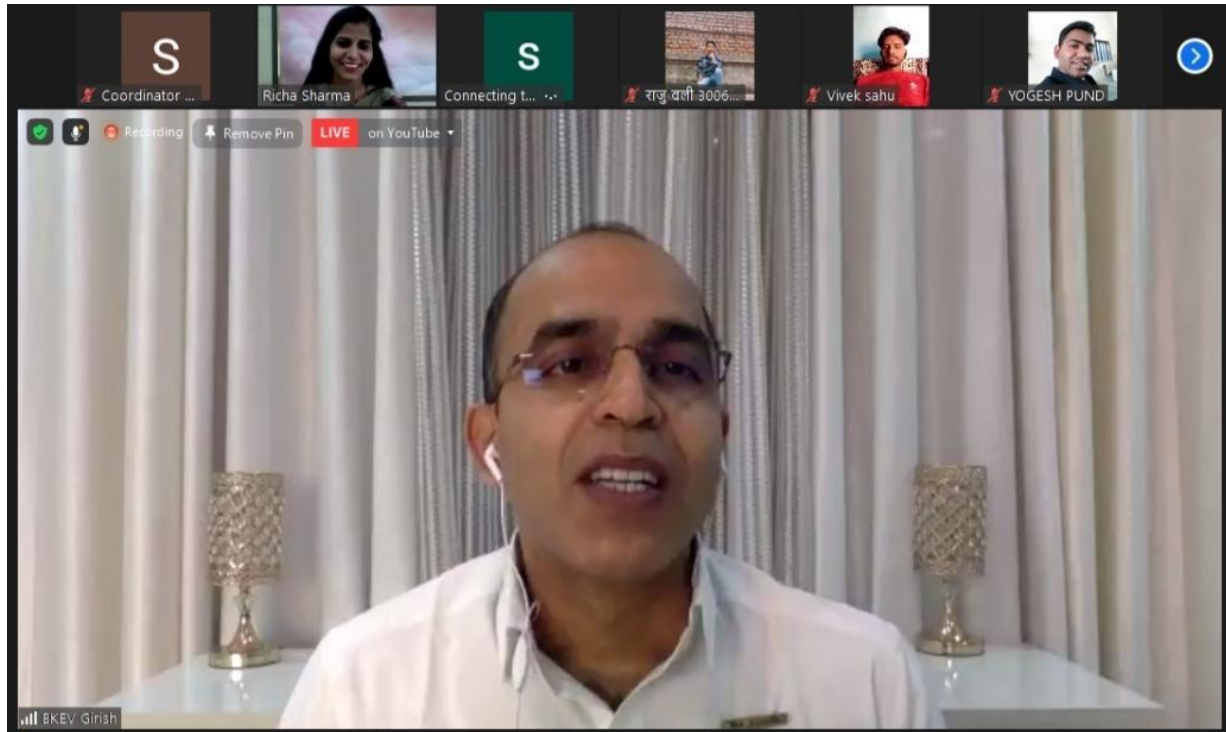 S
S
Coordinator ...
Richa Sharma
Connecting t...
राजु वली 3006...
Vivek sahu
YOGESH PUND
Recording
Remove Pin
LIVE on YouTube
BKEV Girish